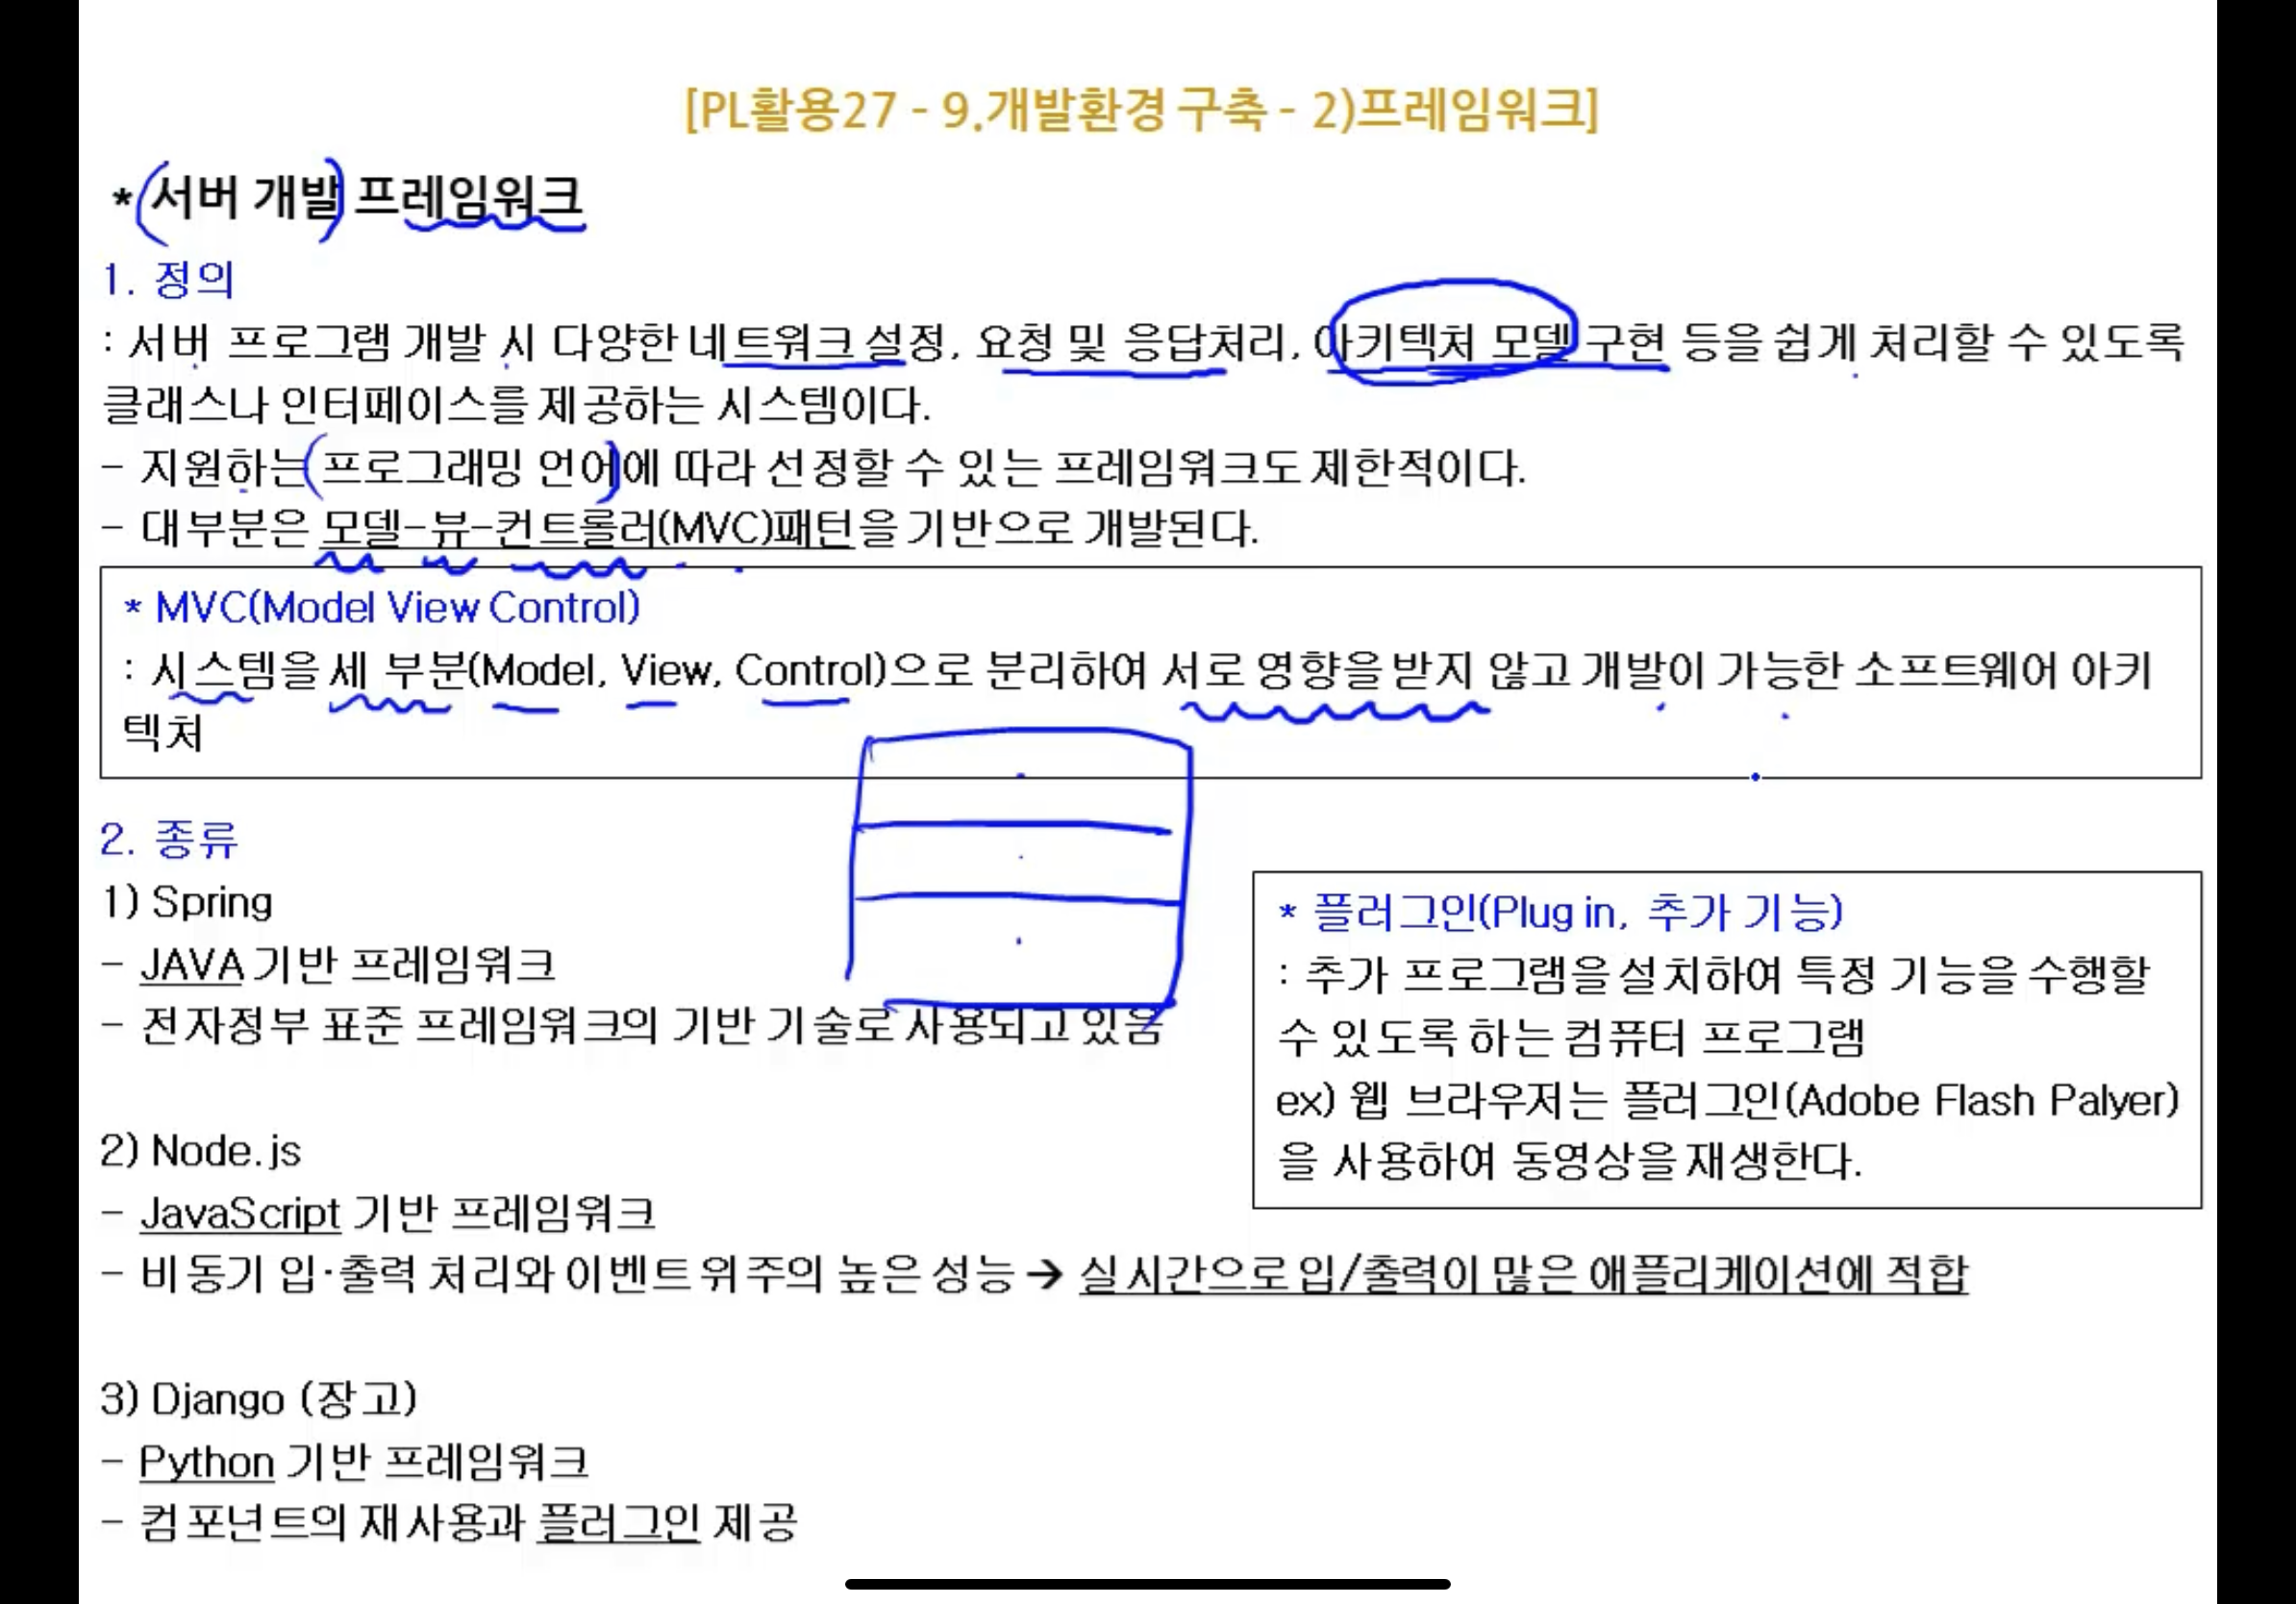 [PL활용27 - 9.개발환경 구축 - 2)프레임워크]
* 서버 개발 프레임워크
1. 정의
: 서버 프로그램 개발 시 다양한 네트워크 설정, 요청 및 응답처리, 아키텍처 모델 구현 등을 쉽게 처리할 수 있도록
클래스나 인터페이스를 제공하는 시스템이다.
- 지원하는 프로그래밍 언어에 따라 선정할 수 있는 프레임워크도 제한적이다.
- 대부분은 모델-뷰-컨트롤러(MVC)패턴을 기반으로 개발된다.
* MVC(Model View Control)
: 시스템을 세 부분(Model, View, Control)으로 분리하여 서로 영향을 받지 않고 개발이 가능한 소프트웨어 아키
텍처
2. 종류
1) Spring
- JAVA 기반 프레임워크
- 전자정부 표준 프레임워크의 기반 기술로 사용되고 있음
* 플러그인(Plug in, 추가 기능)
: 추가 프로그램을 설치하여 특정 기능을 수행할
수 있도록 하는 컴퓨터 프로그램
ex) 웹 브라우저는 플러그인(Adobe Flash Palyer)
을 사용하여 동영상을 재생한다.
2) Node.js
- JavaScript 기반 프레임워크
- 비동기 입·출력 처리와 이벤트 위주의 높은 성능 → 실시간으로 입/출력이 많은 애플리케이션에 적합
3) Django (장고)
- Python 기반 프레임워크
- 컴포넌트의 재사용과 플러그인 제공